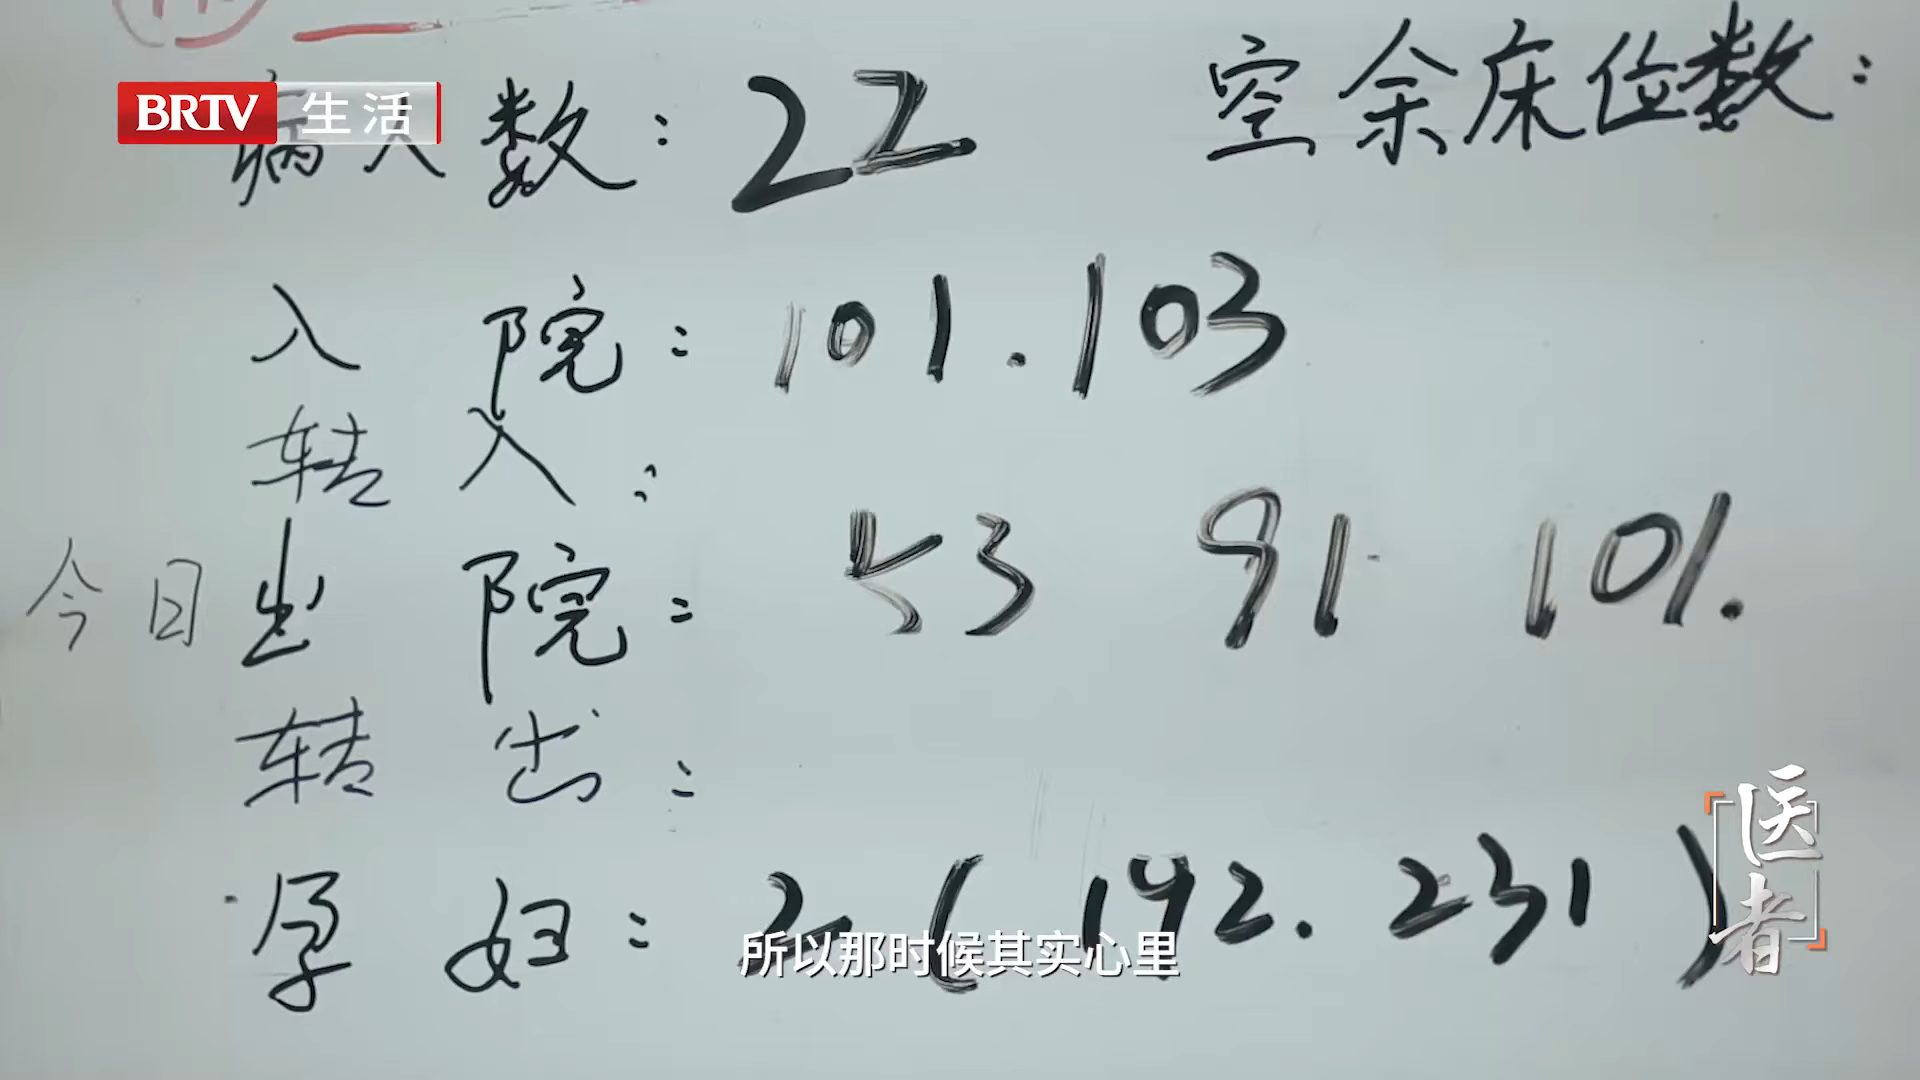 BRTV 生活
病人数：22 空余床位数：
入院：101.103
转入：
今日出院：53 91 101.
转出：
孕妇：2（192.231）
所以那时候其实心里
医者